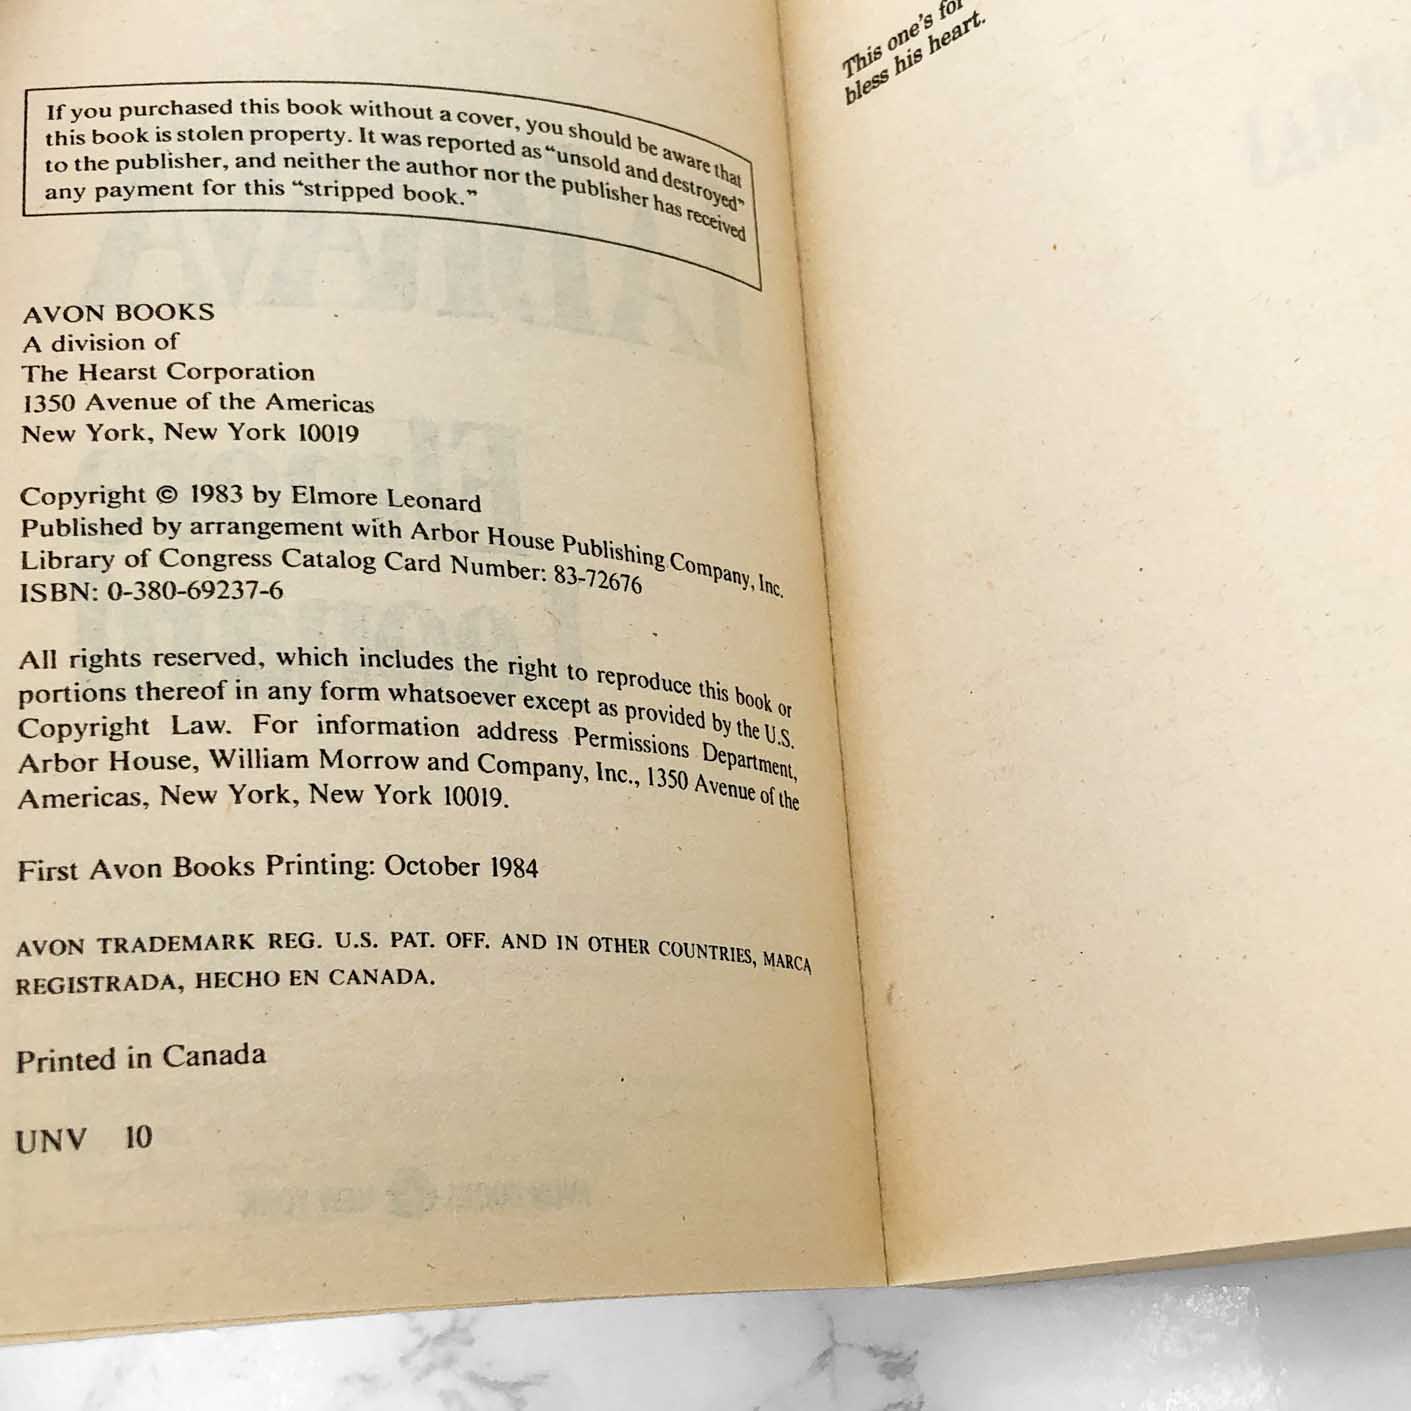 If you purchased this book without a cover, you should be aware that
this book is stolen property. It was reported as "unsold and destroyed"
to the publisher, and neither the author nor the publisher has received
any payment for this "stripped book."
AVON BOOKS
A division of
The Hearst Corporation
1350 Avenue of the Americas
New York, New York 10019
Copyright © 1983 by Elmore Leonard
Published by arrangement with Arbor House Publishing Company, Inc.
Library of Congress Catalog Card Number: 83-72676
ISBN: 0-380-69237-6
All rights reserved, which includes the right to reproduce this book or
portions thereof in any form whatsoever except as provided by the U.S.
Copyright Law. For information address Permissions Department,
Arbor House, William Morrow and Company, Inc., 1350 Avenue of the
Americas, New York, New York 10019.
First Avon Books Printing: October 1984
AVON TRADEMARK REG. U.S. PAT. OFF. AND IN OTHER COUNTRIES, MARCA
REGISTRADA, HECHO EN CANADA.
Printed in Canada
UNV 10
This one's for
bless his heart.